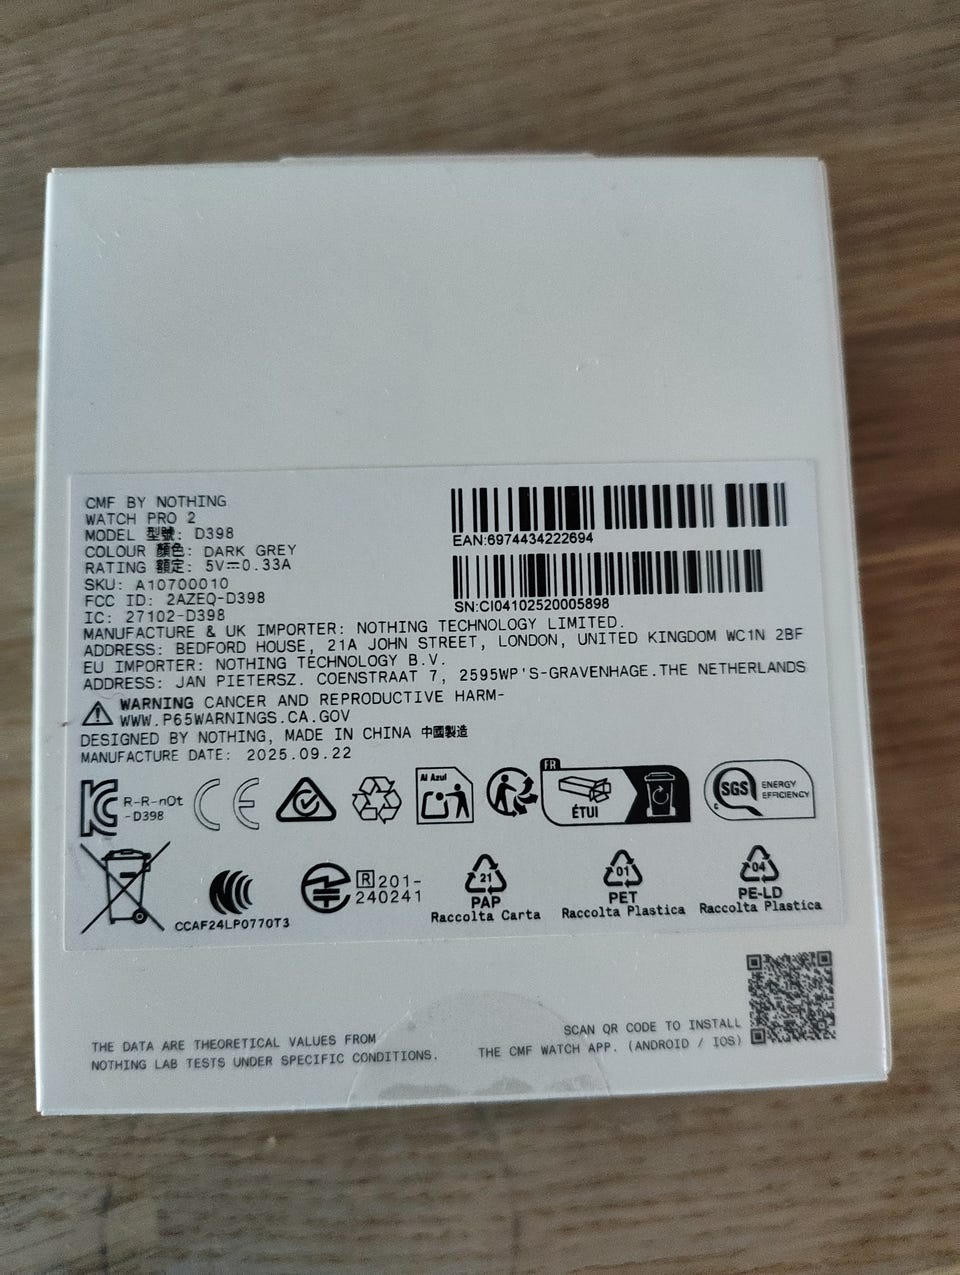 CMF BY NOTHING
WATCH PRO 2
MODEL 型號: D398
COLOUR 顏色: DARK GREY
RATING 額定: 5V⎓0.33A
SKU: A10700010
FCC ID: 2AZEQ-D398
IC: 27102-D398
EAN:6974434222694
SN:CI04102520005898
MANUFACTURE & UK IMPORTER: NOTHING TECHNOLOGY LIMITED.
ADDRESS: BEDFORD HOUSE, 21A JOHN STREET, LONDON, UNITED KINGDOM WC1N 2BF
EU IMPORTER: NOTHING TECHNOLOGY B.V.
ADDRESS: JAN PIETERSZ. COENSTRAAT 7, 2595WP'S-GRAVENHAGE.THE NETHERLANDS
WARNING CANCER AND REPRODUCTIVE HARM-
WWW.P65WARNINGS.CA.GOV
DESIGNED BY NOTHING, MADE IN CHINA 中國製造
MANUFACTURE DATE: 2025.09.22
R-R-nOt
-D398
CE
Al Azul
FR
ÉTUI
SGS
C
ENERGY
EFFICIENCY
CCAF24LP0770T3
R 201-
240241
21
PAP
Raccolta Carta
01
PET
Raccolta Plastica
04
PE-LD
Raccolta Plastica
THE DATA ARE THEORETICAL VALUES FROM
NOTHING LAB TESTS UNDER SPECIFIC CONDITIONS.
SCAN QR CODE TO INSTALL
THE CMF WATCH APP. (ANDROID / IOS)